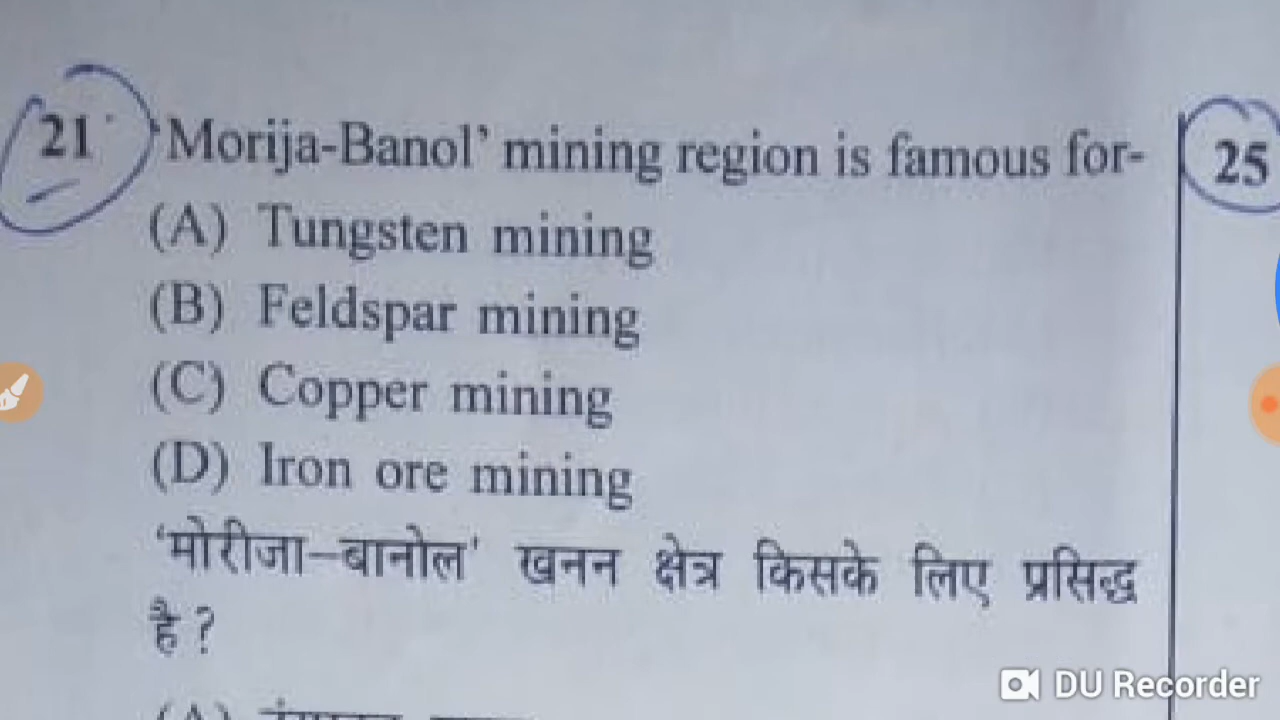 21 'Morija-Banol' mining region is famous for-
(A) Tungsten mining
(B) Feldspar mining
(C) Copper mining
(D) Iron ore mining
'मोरीजा–बानोल' खनन क्षेत्र किसके लिए प्रसिद्ध
है ?
(A)
25
DU Recorder